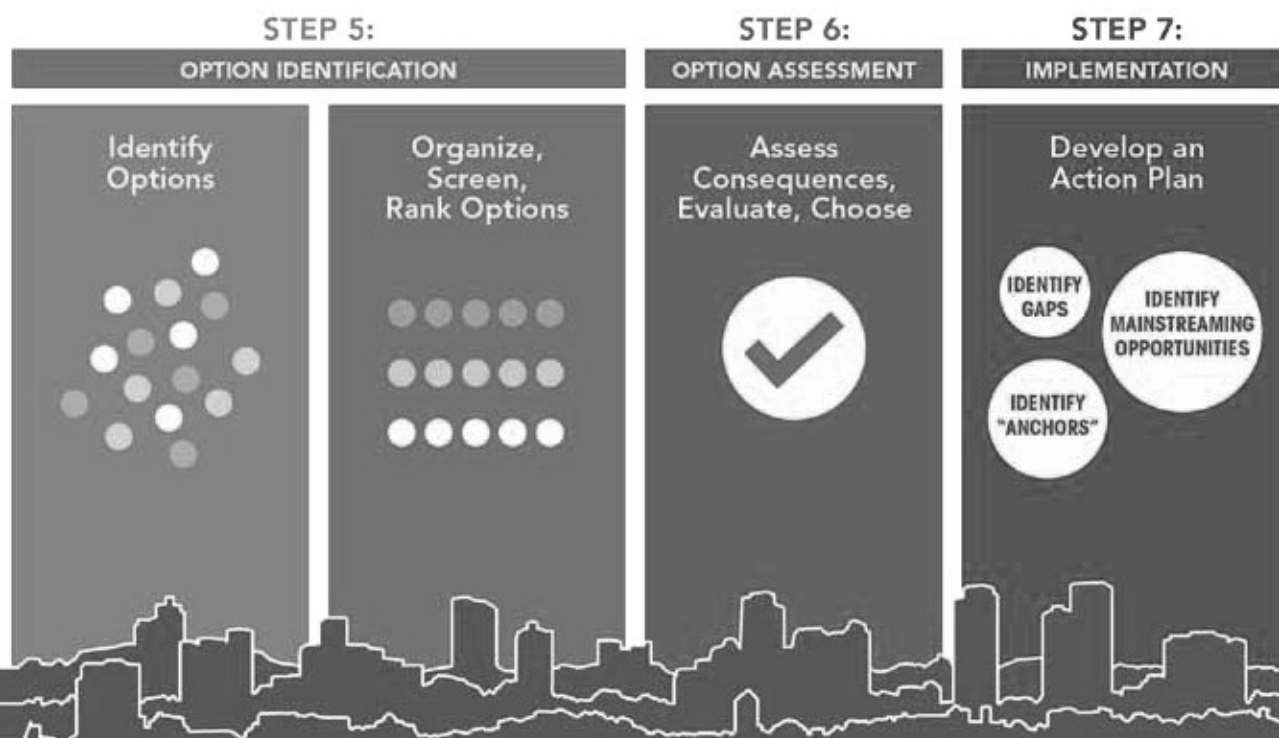 STEP 5:
OPTION IDENTIFICATION
Identify
Options
Organize,
Screen,
Rank Options
STEP 6:
OPTION ASSESSMENT
Assess
Consequences,
Evaluate, Choose
STEP 7:
IMPLEMENTATION
Develop an
Action Plan
IDENTIFY
GAPS
IDENTIFY
MAINSTREAMING
OPPORTUNITIES
IDENTIFY
"ANCHORS"